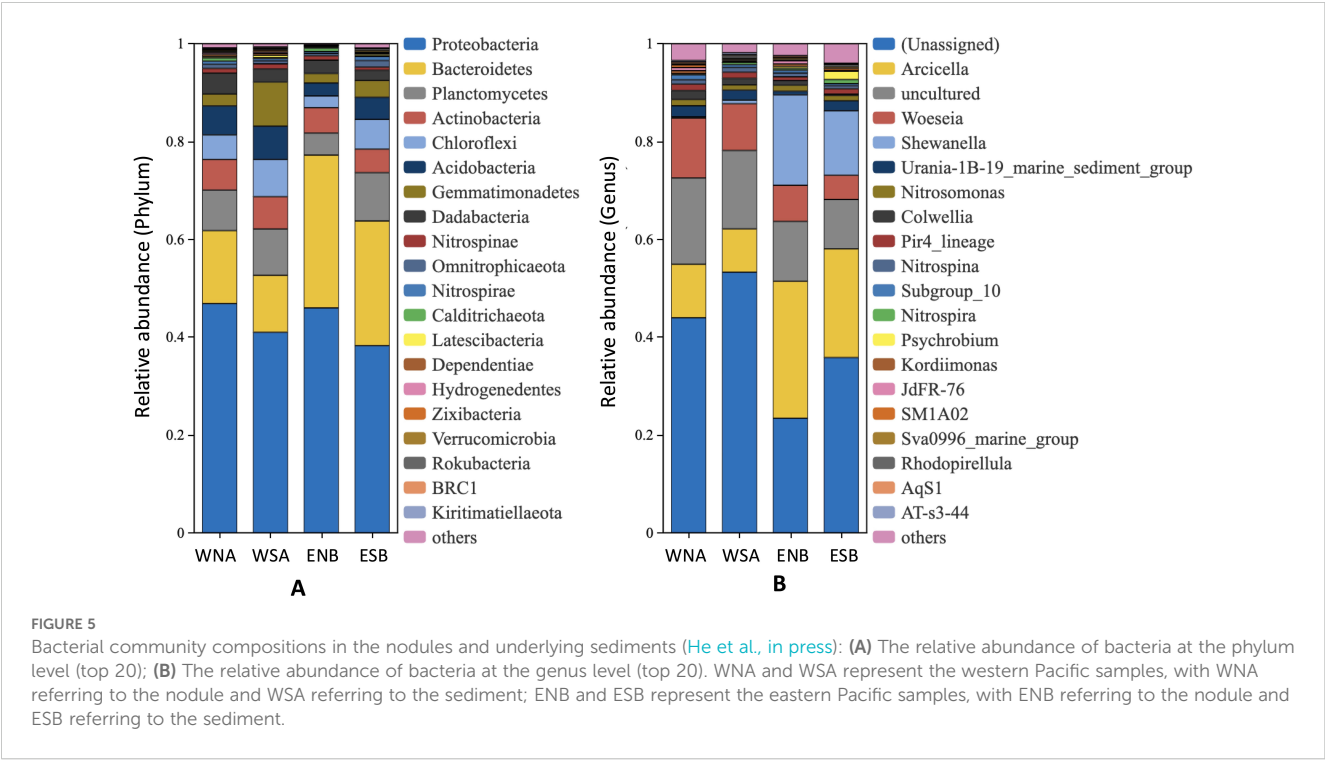 1
0.8
0.6
0.4
0.2
0
Relative abundance (Phylum)
WNA WSA ENB ESB
A
Proteobacteria
Bacteroidetes
Planctomycetes
Actinobacteria
Chloroflexi
Acidobacteria
Gemmatimonadetes
Dadabacteria
Nitrospinae
Omnitrophicaeota
Nitrospirae
Calditrichaeota
Latescibacteria
Dependentiae
Hydrogenedentes
Zixibacteria
Verrucomicrobia
Rokubacteria
BRC1
Kiritimatiellaeota
others
1
0.8
0.6
0.4
0.2
0
Relative abundance (Genus)
WNA WSA ENB ESB
B
(Unassigned)
Arcicella
uncultured
Woeseia
Shewanella
Urania-1B-19_marine_sediment_group
Nitrosomonas
Colwellia
Pir4_lineage
Nitrospina
Subgroup_10
Nitrospira
Psychrobium
Kordiimonas
JdFR-76
SM1A02
Sva0996_marine_group
Rhodopirellula
AqS1
AT-s3-44
others
FIGURE 5
Bacterial community compositions in the nodules and underlying sediments (He et al., in press): (A) The relative abundance of bacteria at the phylum
level (top 20); (B) The relative abundance of bacteria at the genus level (top 20). WNA and WSA represent the western Pacific samples, with WNA
referring to the nodule and WSA referring to the sediment; ENB and ESB represent the eastern Pacific samples, with ENB referring to the nodule and
ESB referring to the sediment.